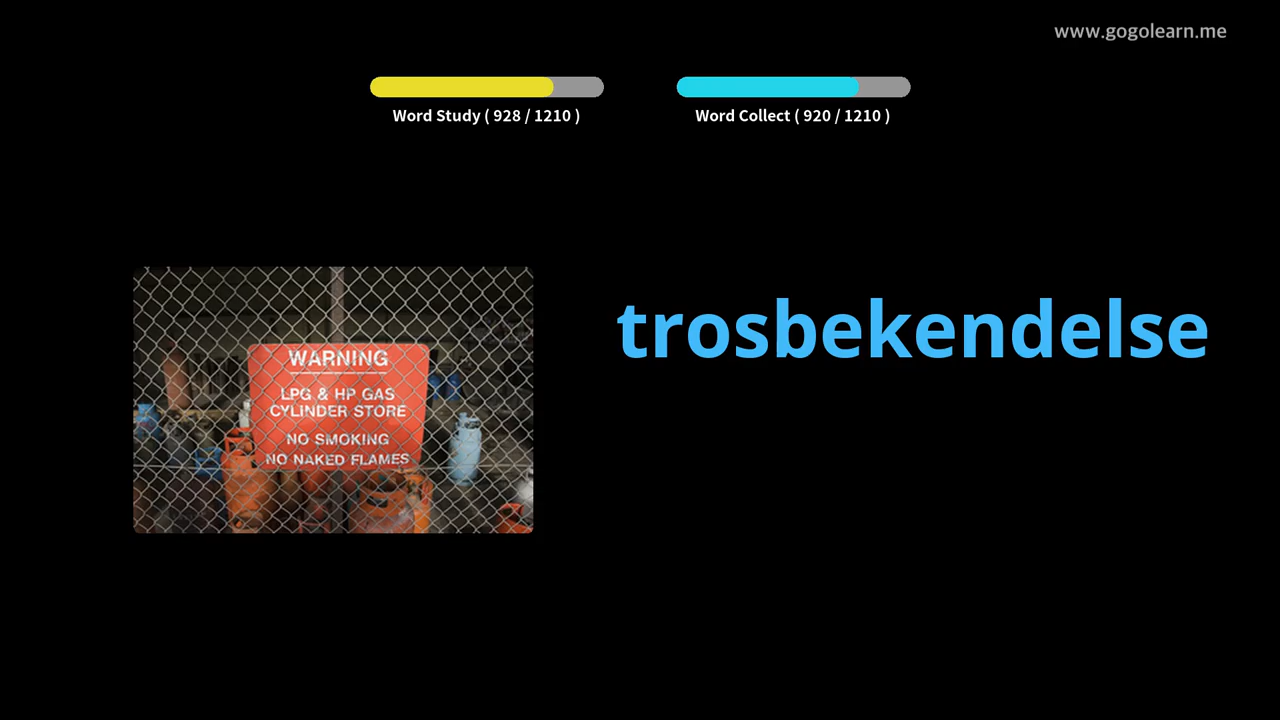 www.gogolearn.me
Word Study ( 928 / 1210 )
Word Collect ( 920 / 1210 )
trosbekendelse
WARNING
LPG & HP GAS
CYLINDER STORE
NO SMOKING
NO NAKED FLAMES